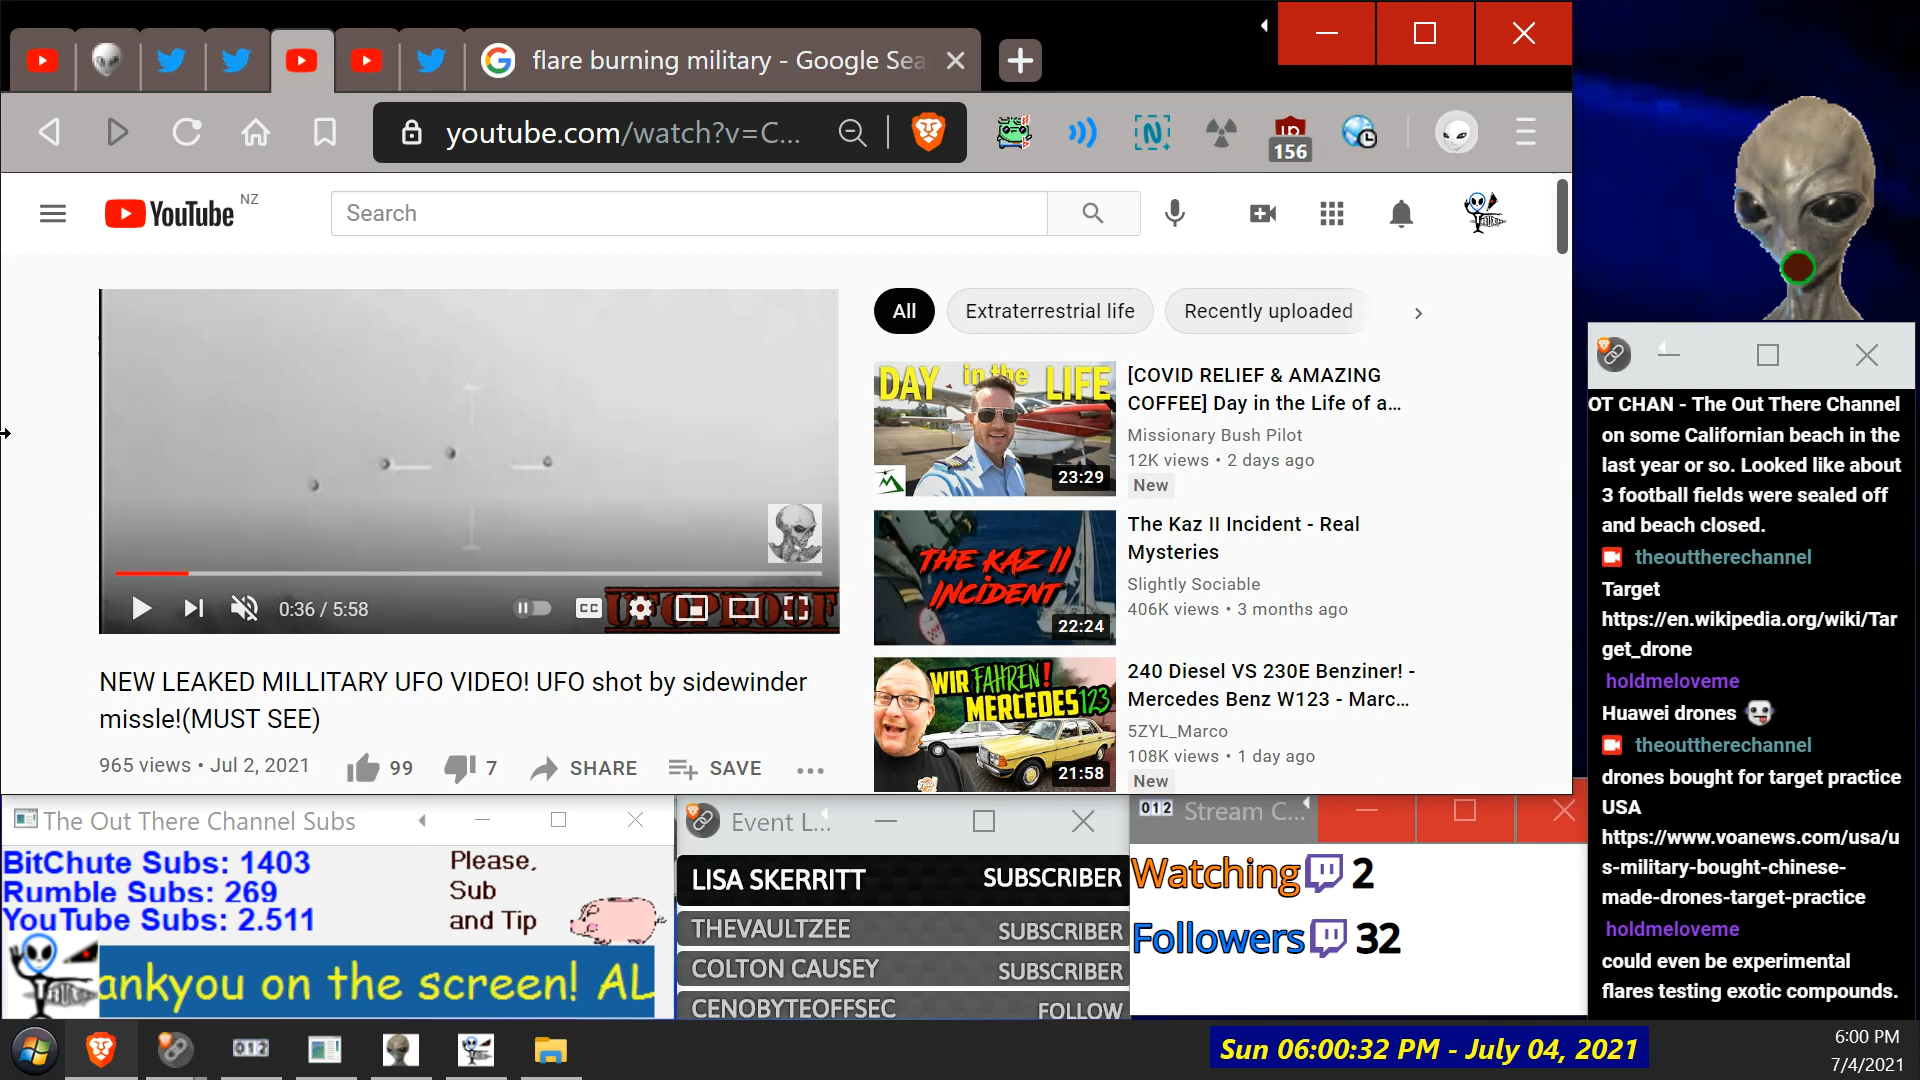 flare burning military - Google Sea
youtube.com/watch?v=C...
UD
156
YouTube NZ
Search
All
Extraterrestrial life
Recently uploaded
DAY in the LIFE
23:29
[COVID RELIEF & AMAZING
COFFEE] Day in the Life of a...
Missionary Bush Pilot
12K views • 2 days ago
New
THE KAZ II
INCIDENT
22:24
The Kaz II Incident - Real
Mysteries
Slightly Sociable
406K views • 3 months ago
WIR FAHREN!
MERCEDES 123
21:58
240 Diesel VS 230E Benziner! -
Mercedes Benz W123 - Marc...
5ZYL_Marco
108K views • 1 day ago
New
0:36 / 5:58
CC
UFOPROOF
NEW LEAKED MILLITARY UFO VIDEO! UFO shot by sidewinder
missle!(MUST SEE)
965 views • Jul 2, 2021
99
7
SHARE
SAVE
OT CHAN - The Out There Channel
on some Californian beach in the
last year or so. Looked like about
3 football fields were sealed off
and beach closed.
theouttherechannel
Target
https://en.wikipedia.org/wiki/Tar
get_drone
holdmeloveme
Huawei drones
theouttherechannel
drones bought for target practice
USA
https://www.voanews.com/usa/u
s-military-bought-chinese-
made-drones-target-practice
holdmeloveme
could even be experimental
flares testing exotic compounds.
The Out There Channel Subs
BitChute Subs: 1403
Rumble Subs: 269
YouTube Subs: 2.511
Please,
Sub
and Tip
ankyou on the screen! AL
Event L...
LISA SKERRITT SUBSCRIBER
THEVAULTZEE SUBSCRIBER
COLTON CAUSEY SUBSCRIBER
CENOBYTEOFFSEC FOLLOW
012 Stream C...
Watching 2
Followers 32
012
Sun 06:00:32 PM - July 04, 2021
6:00 PM
7/4/2021